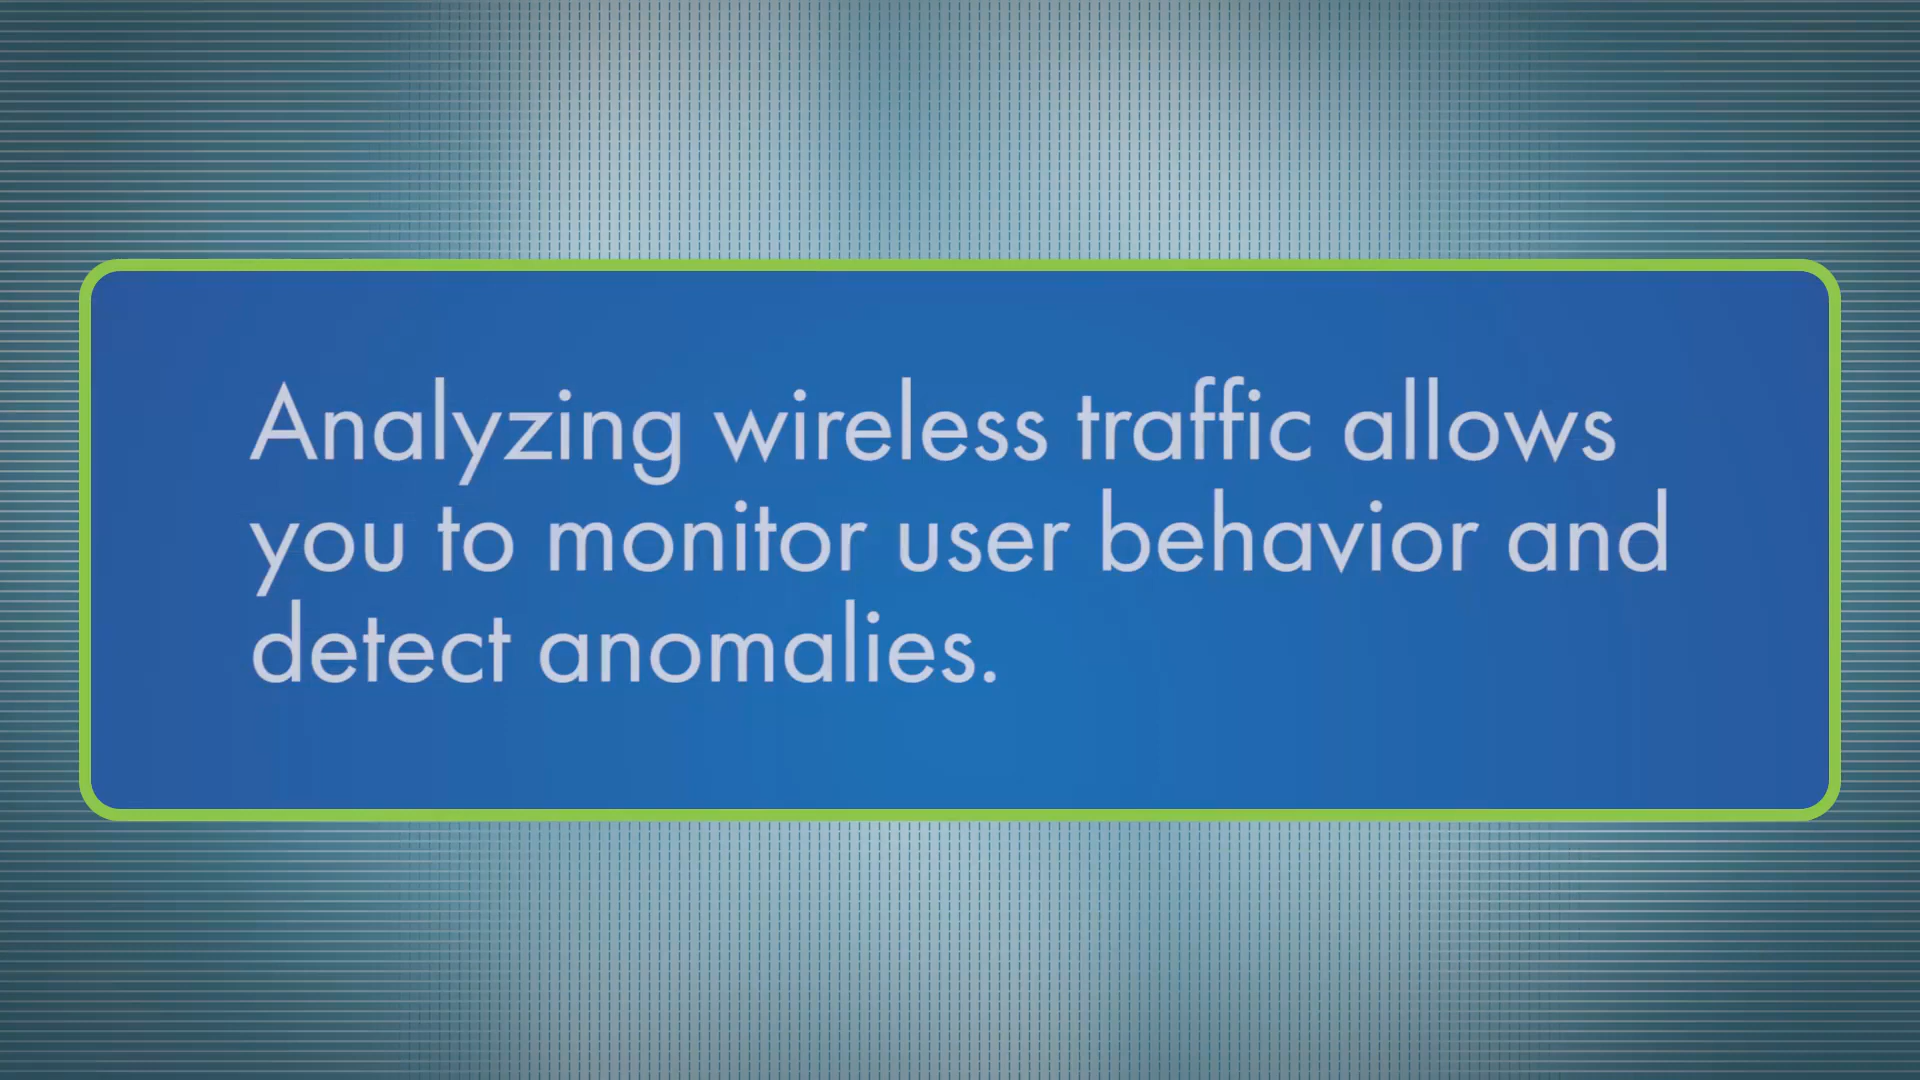 Analyzing wireless traffic allows
you to monitor user behavior and
detect anomalies.